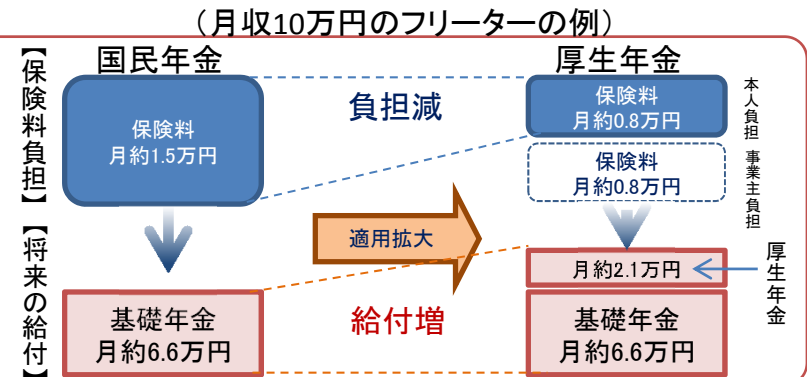 （月収10万円のフリーターの例）
【保険料負担】
国民年金
厚生年金
保険料
月約1.5万円
負担減
保険料
月約0.8万円
本人負担
保険料
月約0.8万円
事業主負担
適用拡大
【将来の給付】
月約2.1万円
厚生年金
基礎年金
月約6.6万円
給付増
基礎年金
月約6.6万円